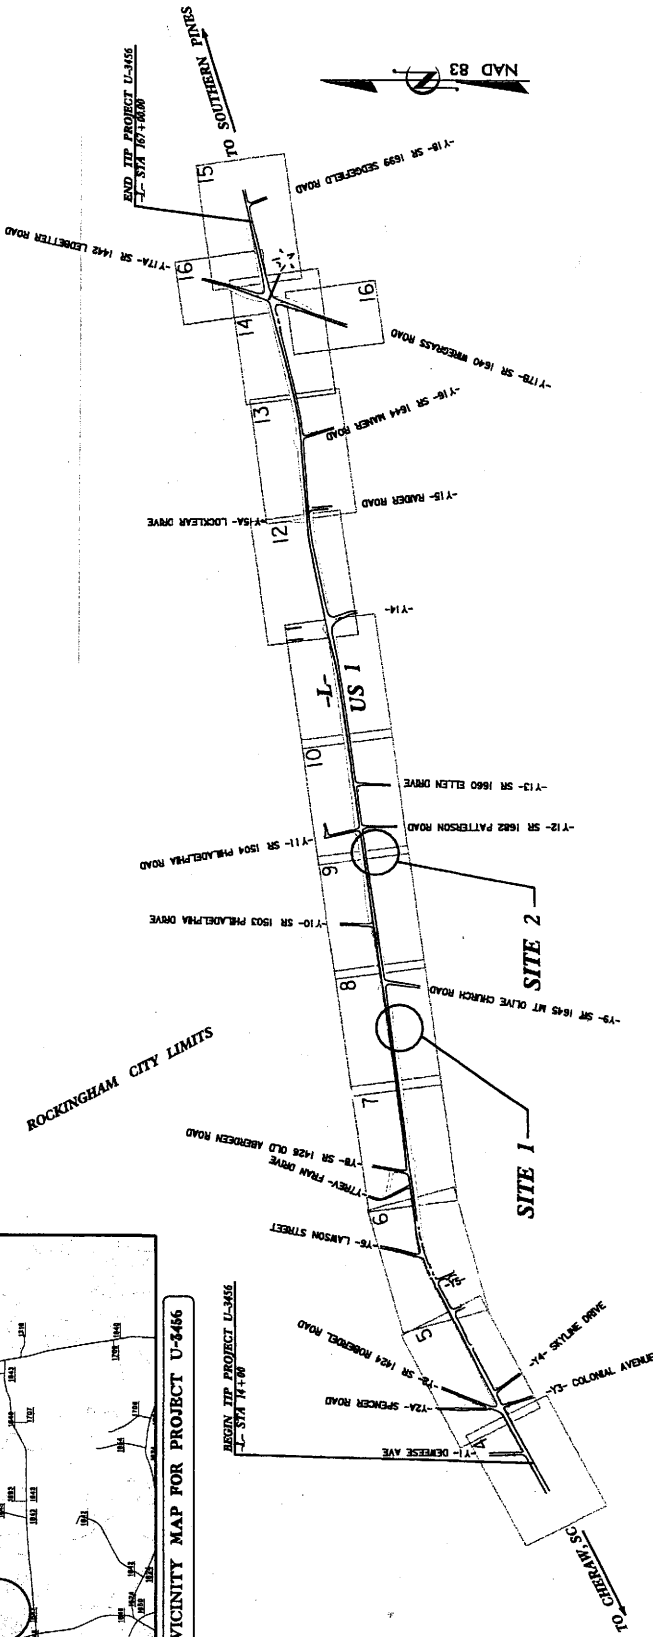 TO SOUTHERN PINES
NAD 83
END TIP PROJECT U-3456
-L- STA 167+00.00
15
-Y18- SR 1699 SEDGEFIELD ROAD
-Y17A- SR 1442 LEDBETTER ROAD
16
14
16
-Y17B- SR 1640 WIREGRASS ROAD
13
-Y16- SR 1644 MANER ROAD
-Y15- RAIDER ROAD
-Y15A- LOCKLEAR DRIVE
12
-Y14-
11
-L-
US 1
10
-Y13- SR 1660 ELLEN DRIVE
-Y12- SR 1682 PATTERSON ROAD
-Y11- SR 1504 PHILADELPHIA ROAD
9
-Y10- SR 1503 PHILADELPHIA DRIVE
SITE 2
8
-Y9- SR 1645 MT OLIVE CHURCH ROAD
ROCKINGHAM CITY LIMITS
7
SITE 1
-Y8- SR 1426 OLD ABERDEEN ROAD
-Y7REV- FRAN DRIVE
6
-Y6- LAWSON STREET
-Y5-
BEGIN TIP PROJECT U-3456
-L- STA 14+00
5
-Y2- SR 1424 ROBERDEL ROAD
-Y4- SKYLINE DRIVE
-Y2A- SPENCER ROAD
-Y3- COLONIAL AVENUE
4
-Y1- DEWEESE AVE
TO CHERAW, SC
VICINITY MAP FOR PROJECT U-3456